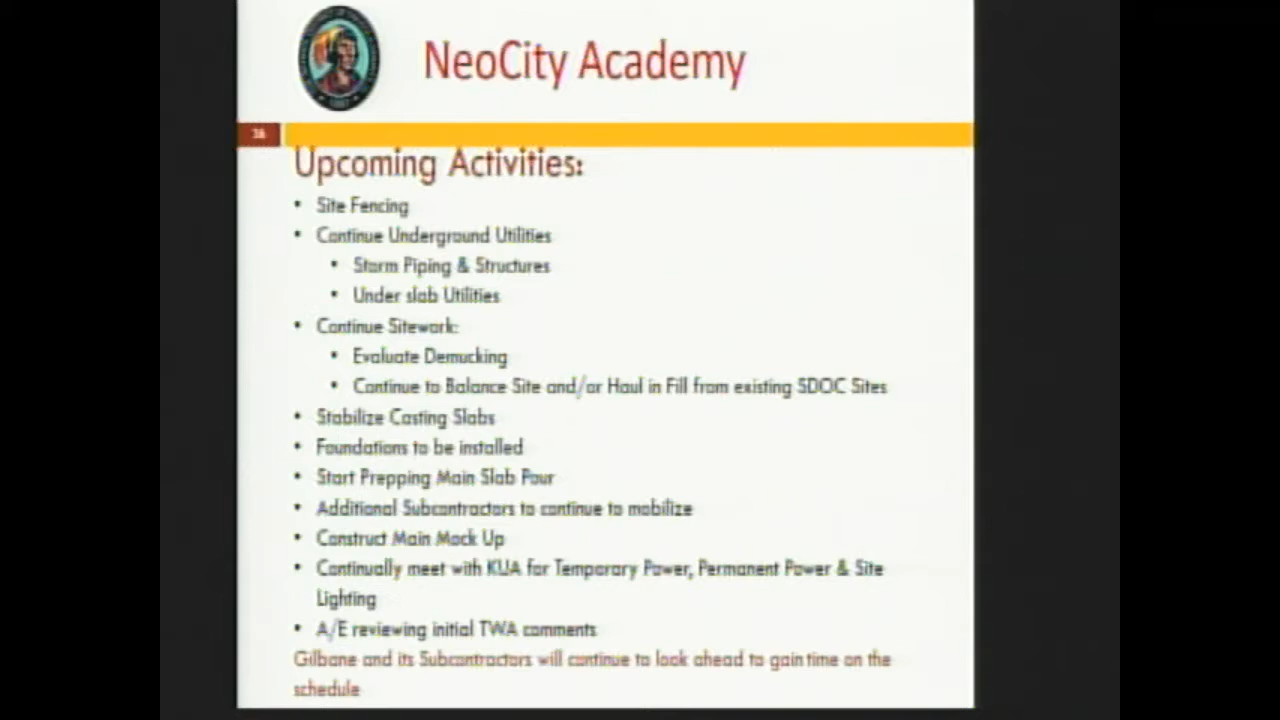 NeoCity Academy
Upcoming Activities:
• Site Fencing
• Continue Underground Utilities
• Storm Piping & Structures
• Under slab Utilities
• Continue Sitework:
• Evaluate Demucking
• Continue to Balance Site and/or Haul in Fill from existing SDOC Sites
• Stabilize Casting Slabs
• Foundations to be installed
• Start Prepping Main Slab Pour
• Additional Subcontractors to continue to mobilize
• Construct Main Mock Up
• Continually meet with KUA for Temporary Power, Permanent Power & Site
Lighting
• A/E reviewing initial TWA comments
Gilbane and its Subcontractors will continue to look ahead to gain time on the
schedule